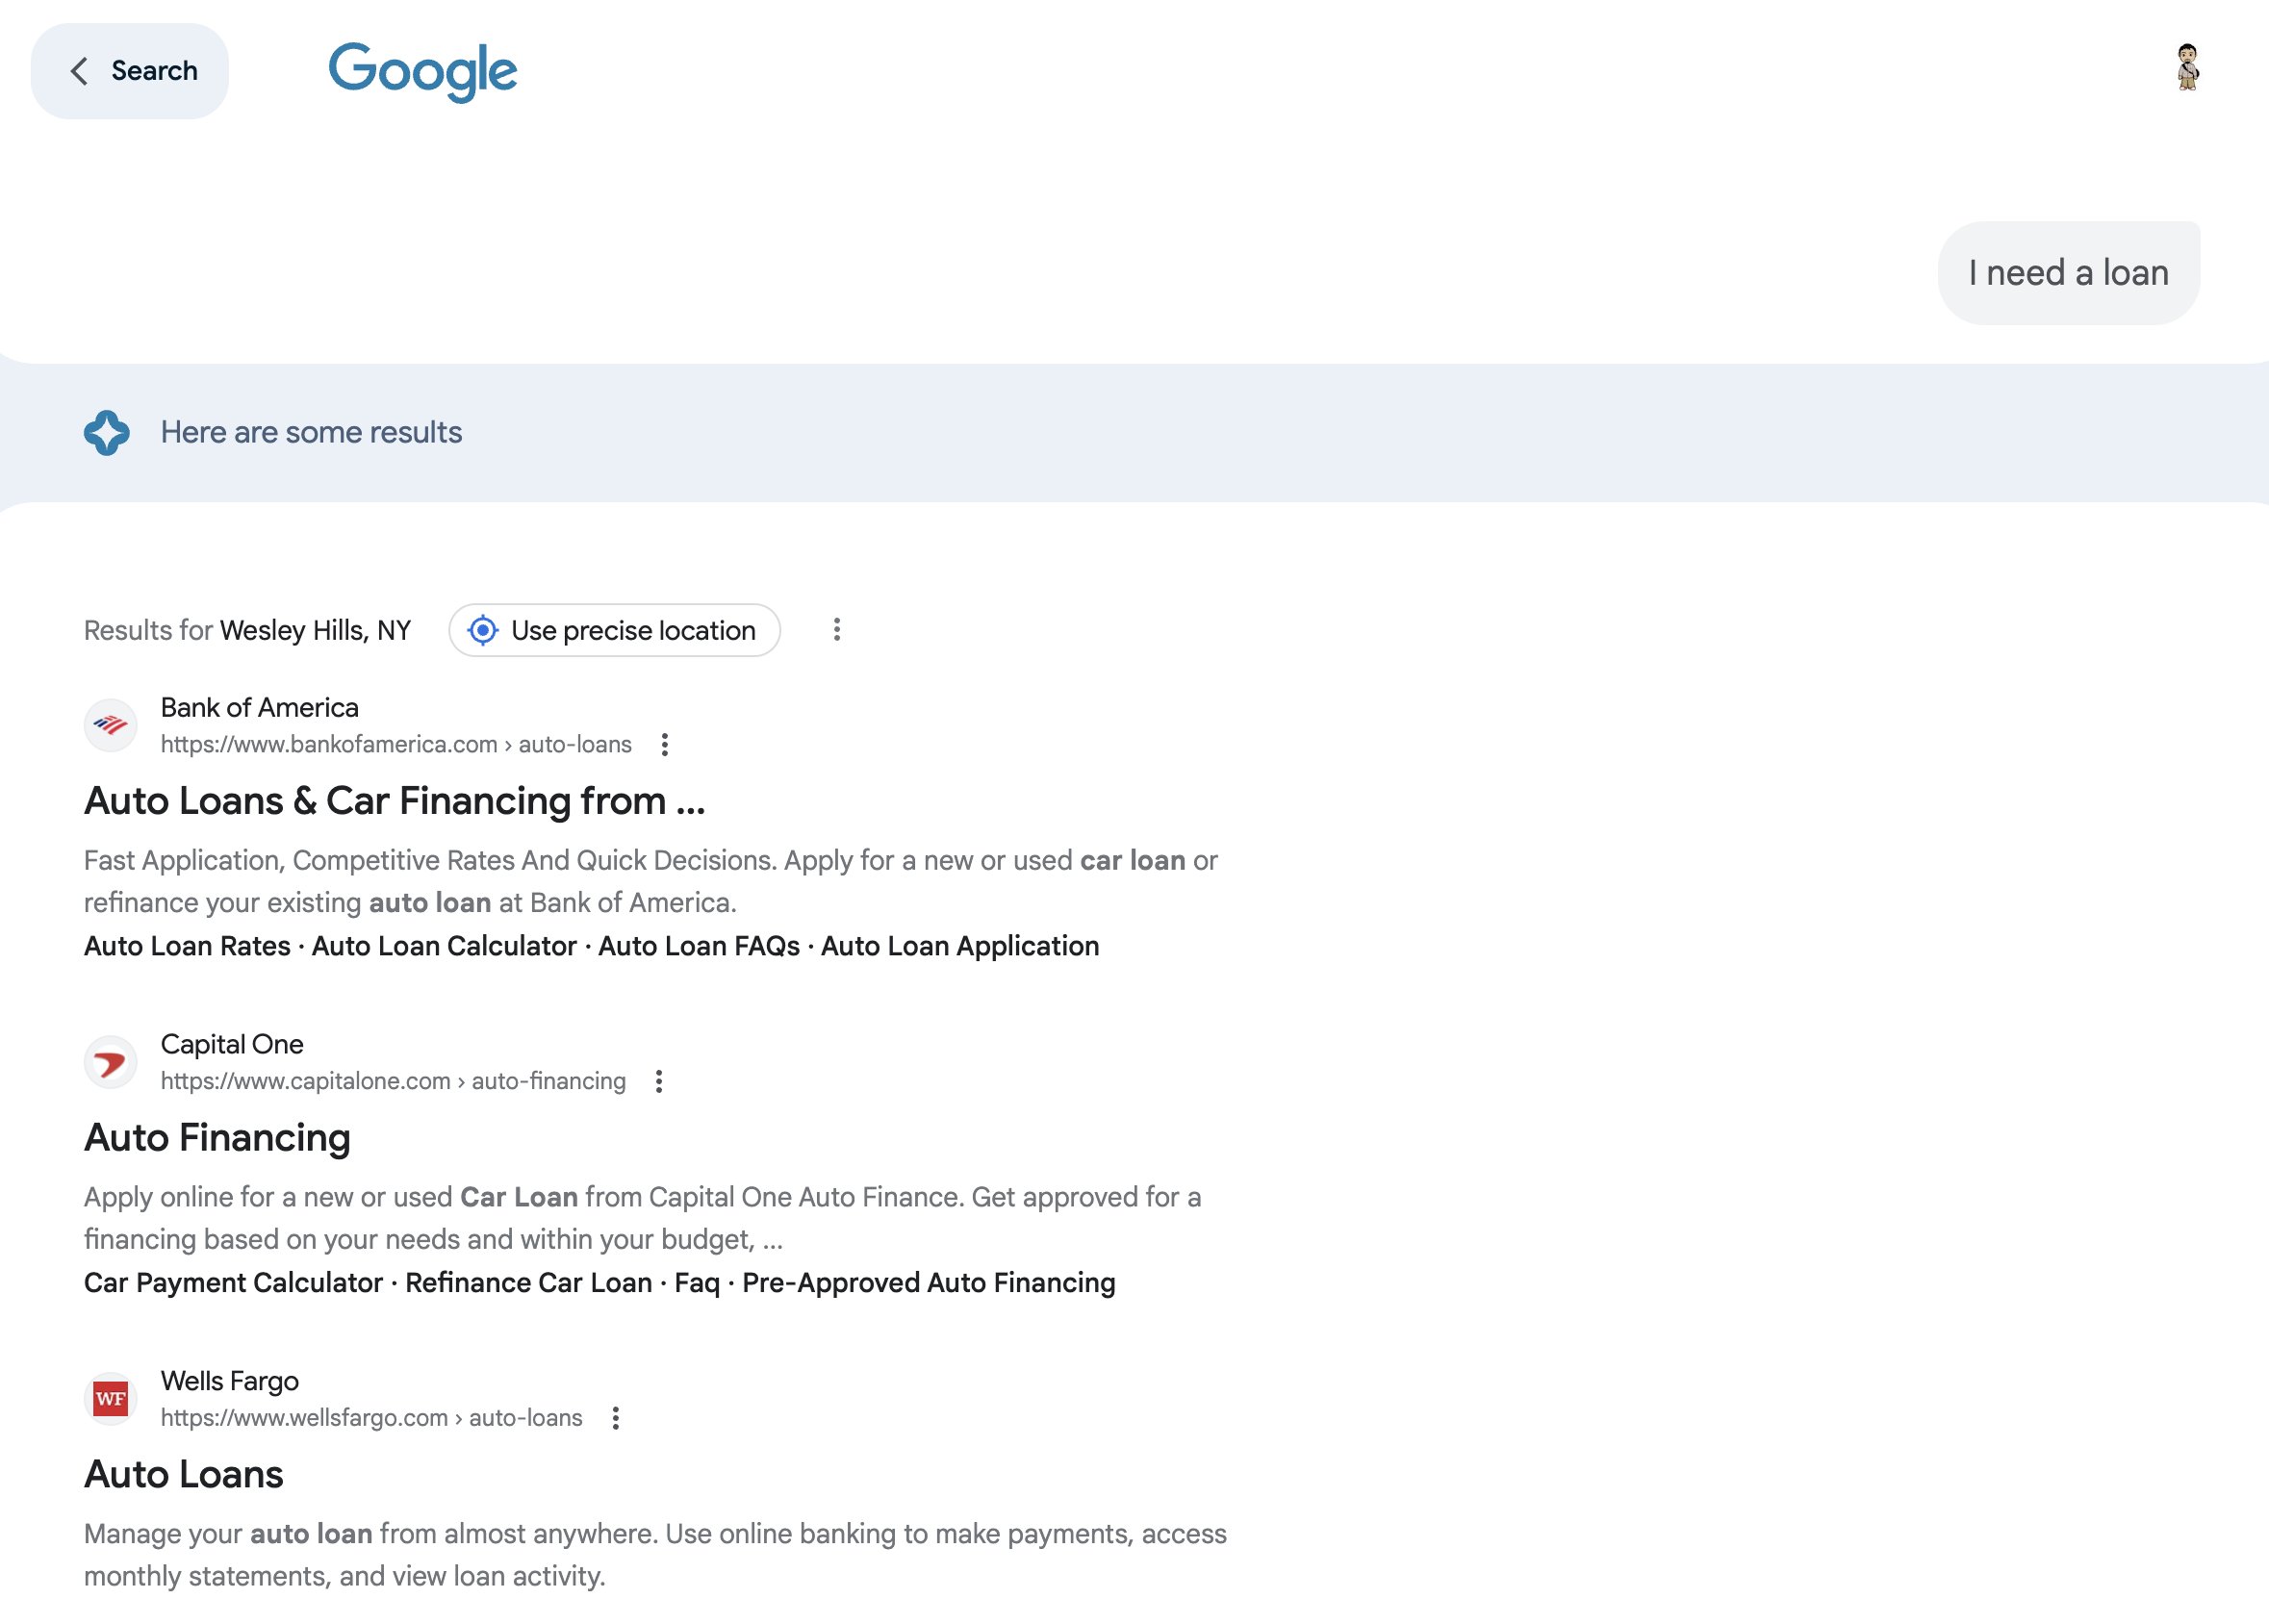 Search
Google
I need a loan
Here are some results
Results for Wesley Hills, NY
Use precise location
Bank of America
https://www.bankofamerica.com › auto-loans
Auto Loans & Car Financing from ...
Fast Application, Competitive Rates And Quick Decisions. Apply for a new or used car loan or
refinance your existing auto loan at Bank of America.
Auto Loan Rates · Auto Loan Calculator · Auto Loan FAQs · Auto Loan Application
Capital One
https://www.capitalone.com › auto-financing
Auto Financing
Apply online for a new or used Car Loan from Capital One Auto Finance. Get approved for a
financing based on your needs and within your budget, ...
Car Payment Calculator · Refinance Car Loan · Faq · Pre-Approved Auto Financing
WF
Wells Fargo
https://www.wellsfargo.com › auto-loans
Auto Loans
Manage your auto loan from almost anywhere. Use online banking to make payments, access
monthly statements, and view loan activity.